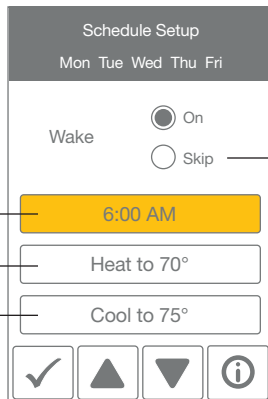 Schedule Setup
Mon Tue Wed Thu Fri
On
Wake
Skip
6:00 AM
Heat to 70°
Cool to 75°